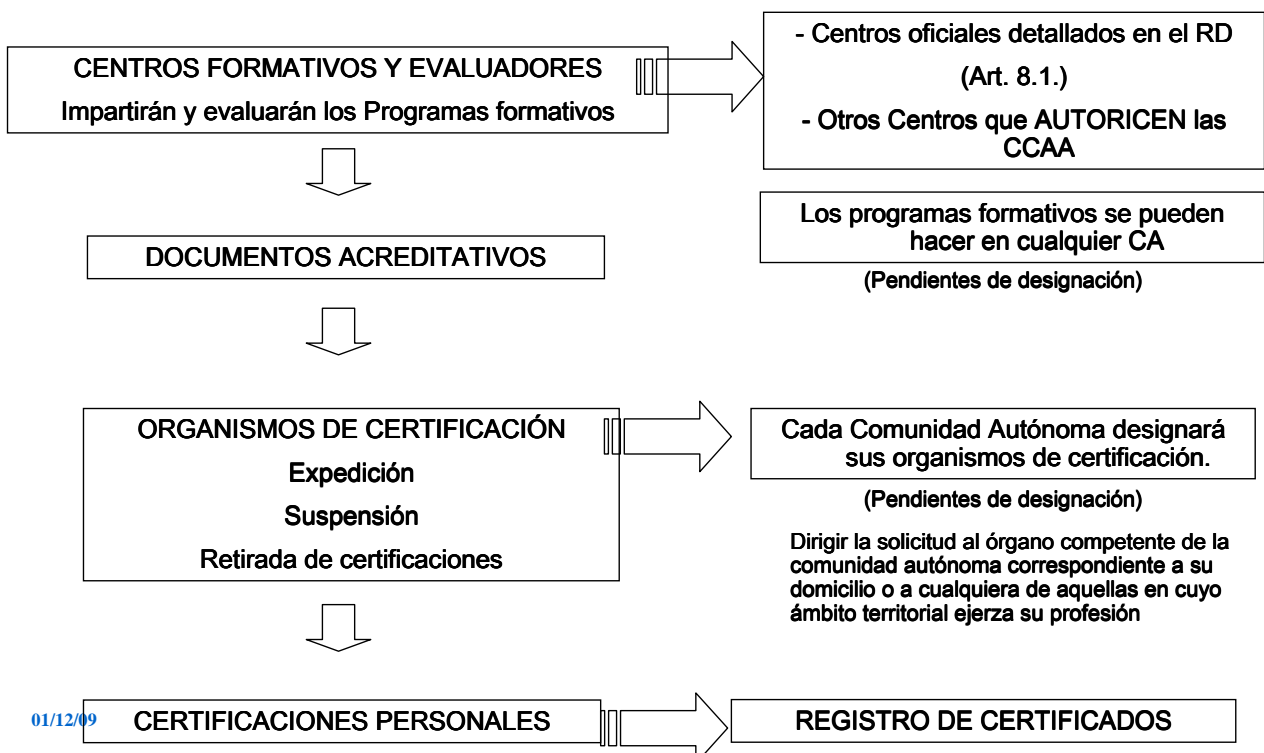 CENTROS FORMATIVOS Y EVALUADORES
Impartirán y evaluarán los Programas formativos
- Centros oficiales detallados en el RD
(Art. 8.1.)
- Otros Centros que AUTORICEN las
CCAA
Los programas formativos se pueden
hacer en cualquier CA
(Pendientes de designación)
DOCUMENTOS ACREDITATIVOS
ORGANISMOS DE CERTIFICACIÓN
Expedición
Suspensión
Retirada de certificaciones
Cada Comunidad Autónoma designará
sus organismos de certificación.
(Pendientes de designación)
Dirigir la solicitud al órgano competente de la
comunidad autónoma correspondiente a su
domicilio o a cualquiera de aquellas en cuyo
ámbito territorial ejerza su profesión
01/12/09
CERTIFICACIONES PERSONALES
REGISTRO DE CERTIFICADOS